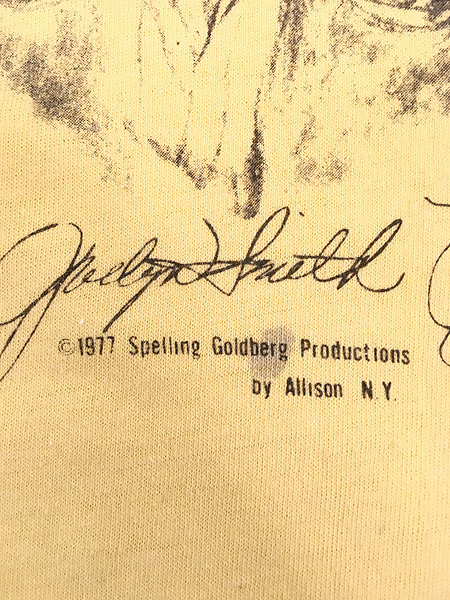 Jaclyn Smith
©1977 Spelling Goldberg Productions
by Allison N.Y.